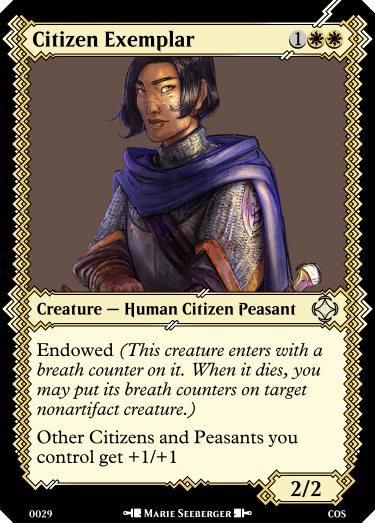 Citizen Exemplar 1
Creature — Human Citizen Peasant
Endowed (This creature enters with a
breath counter on it. When it dies, you
may put its breath counters on target
nonartifact creature.)
Other Citizens and Peasants you
control get +1/+1
2/2
0029 Marie Seeberger COS